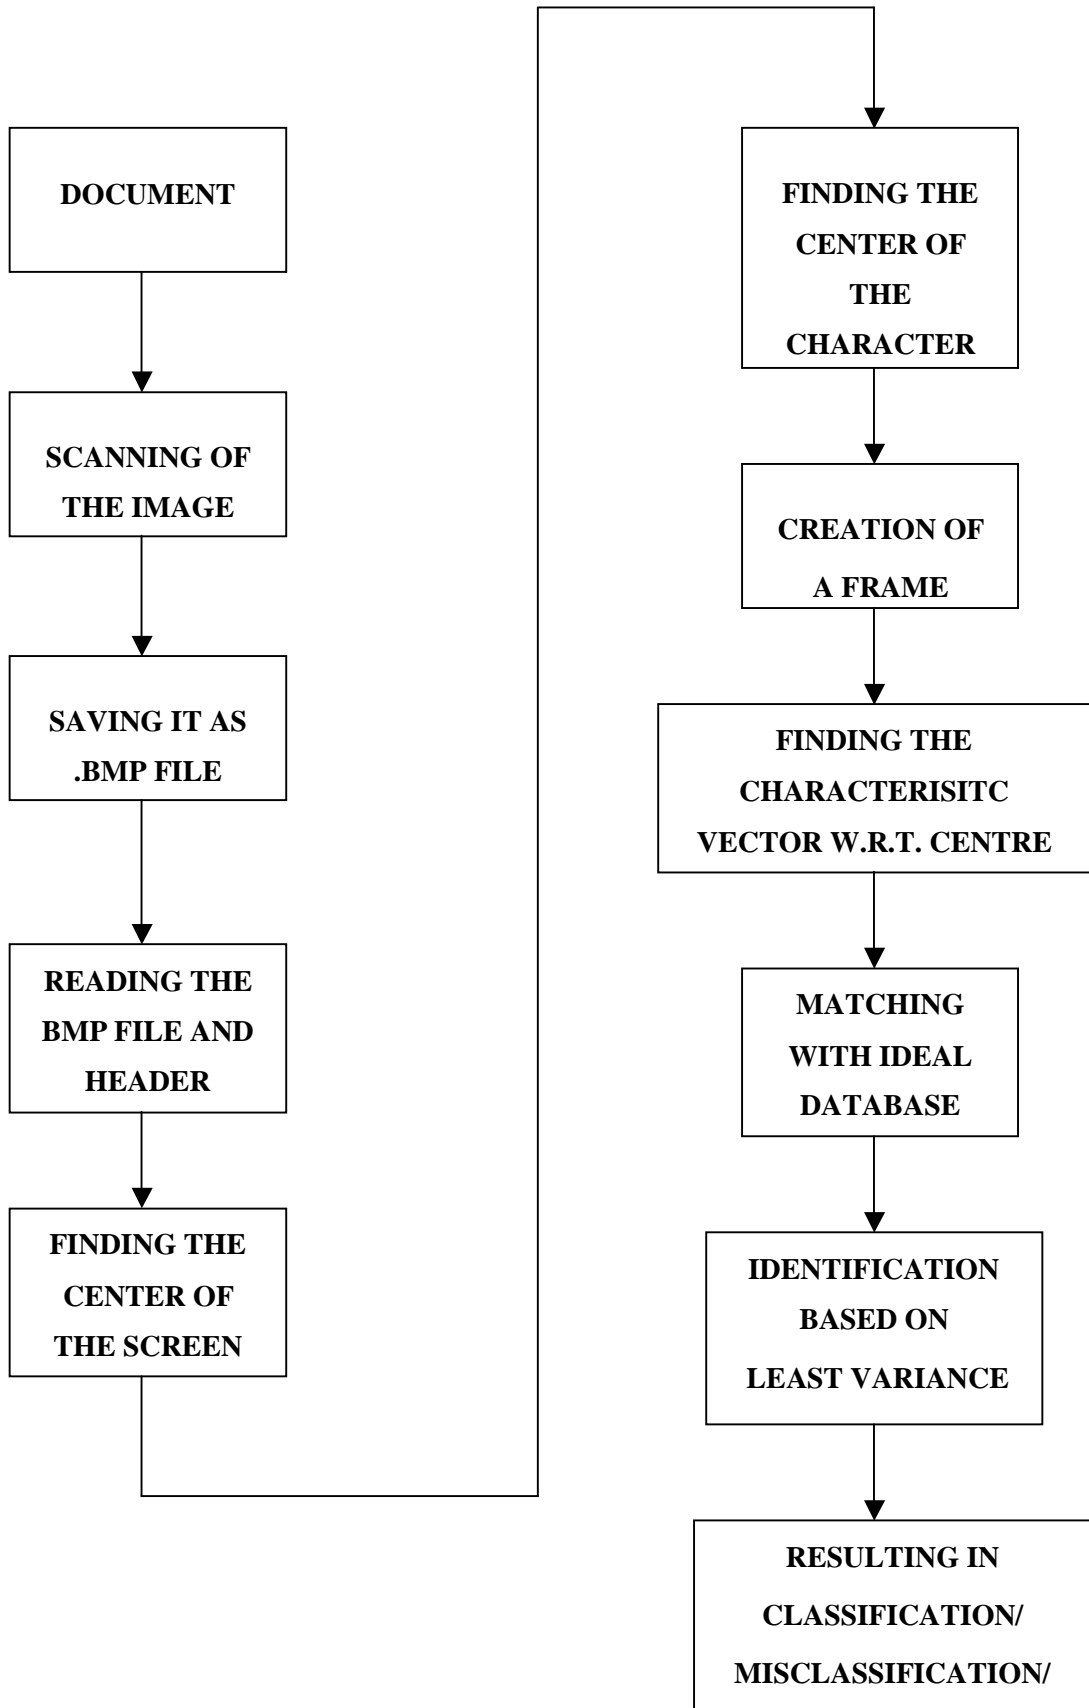 DOCUMENT
SCANNING OF
THE IMAGE
SAVING IT AS
.BMP FILE
READING THE
BMP FILE AND
HEADER
FINDING THE
CENTER OF
THE SCREEN
FINDING THE
CENTER OF
THE
CHARACTER
CREATION OF
A FRAME
FINDING THE
CHARACTERISITC
VECTOR W.R.T. CENTRE
MATCHING
WITH IDEAL
DATABASE
IDENTIFICATION
BASED ON
LEAST VARIANCE
RESULTING IN
CLASSIFICATION/
MISCLASSIFICATION/